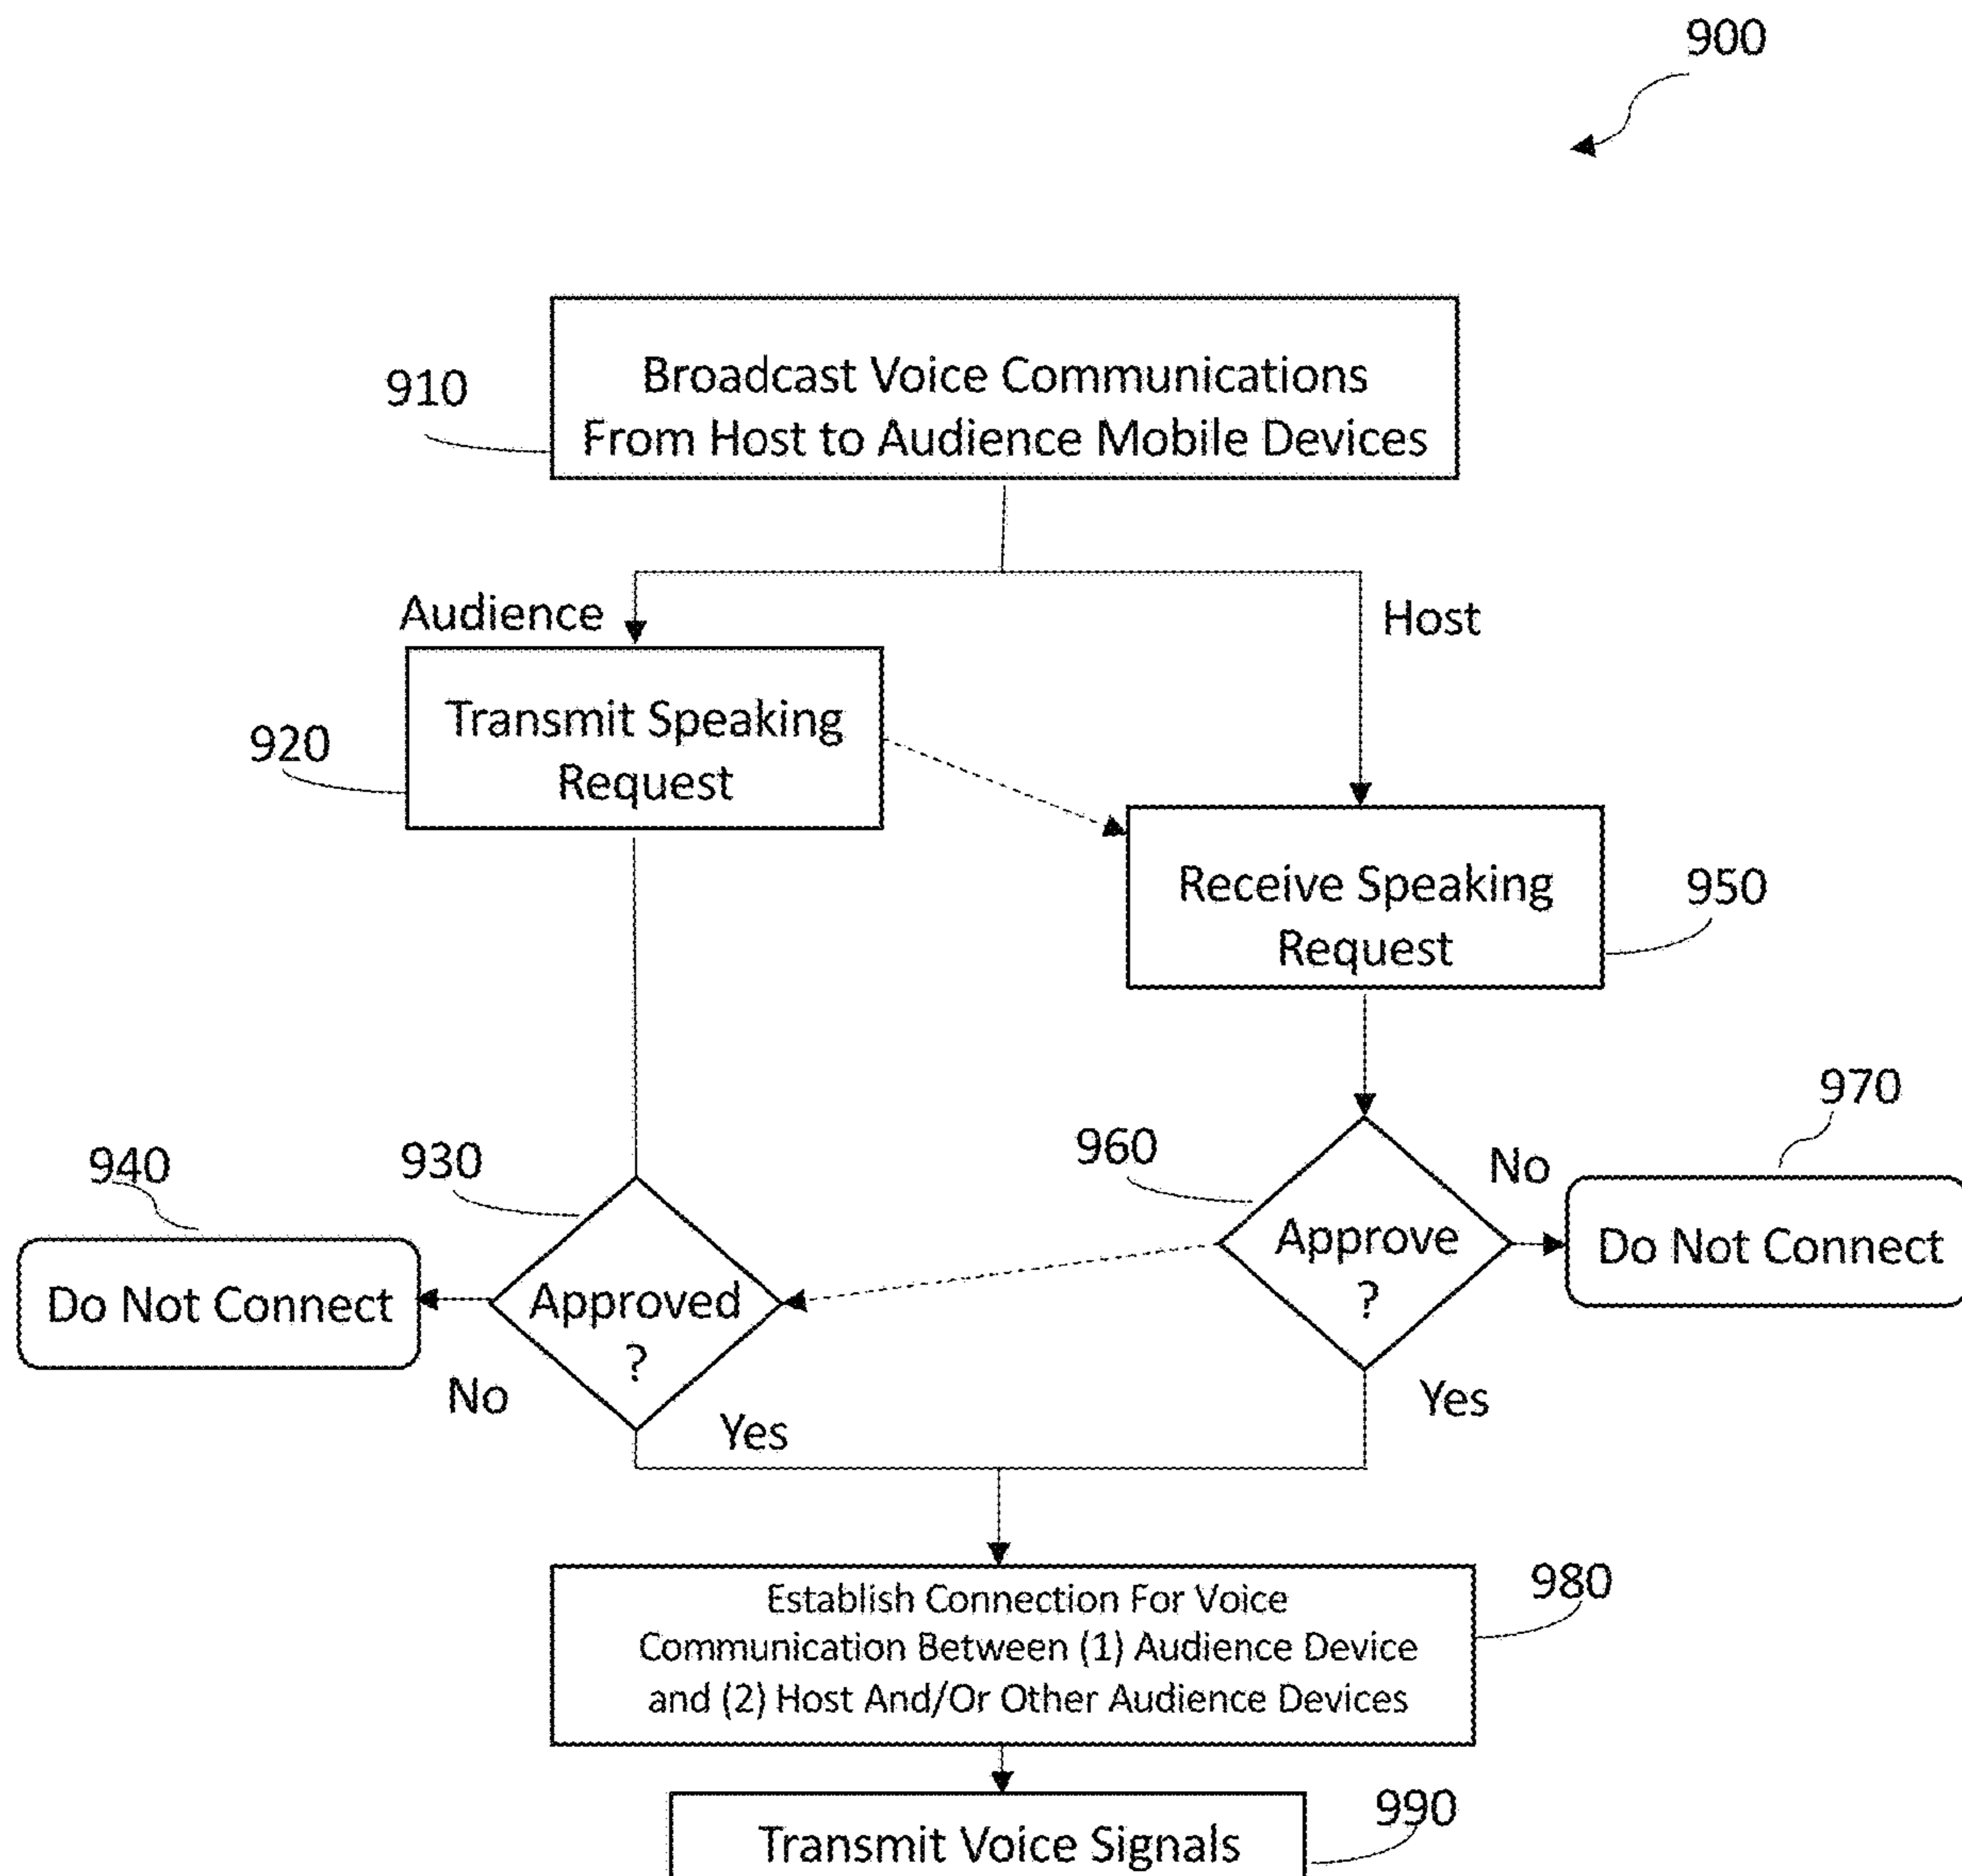 900
910
Broadcast Voice Communications
From Host to Audience Mobile Devices
Audience
Host
920
Transmit Speaking
Request
Receive Speaking
Request
950
940
930
960
970
No
Do Not Connect
Approved
?
Approve
?
Do Not Connect
No
Yes
Yes
Establish Connection For Voice
Communication Between (1) Audience Device
and (2) Host And/Or Other Audience Devices
980
Transmit Voice Signals
990